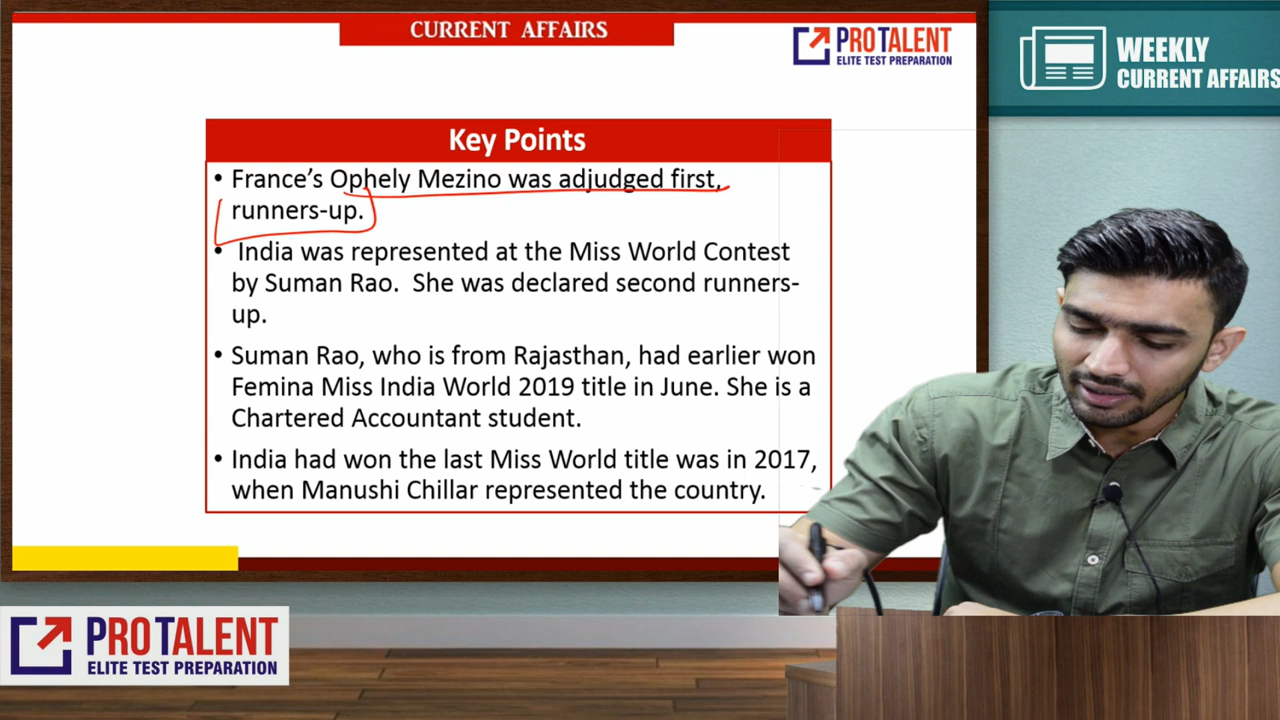 CURRENT AFFAIRS
PROTALENT
ELITE TEST PREPARATION
WEEKLY
CURRENT AFFAIRS
Key Points
• France's Ophely Mezino was adjudged first,
runners-up.
• India was represented at the Miss World Contest
by Suman Rao. She was declared second runners-
up.
• Suman Rao, who is from Rajasthan, had earlier won
Femina Miss India World 2019 title in June. She is a
Chartered Accountant student.
• India had won the last Miss World title was in 2017,
when Manushi Chillar represented the country.
PROTALENT
ELITE TEST PREPARATION